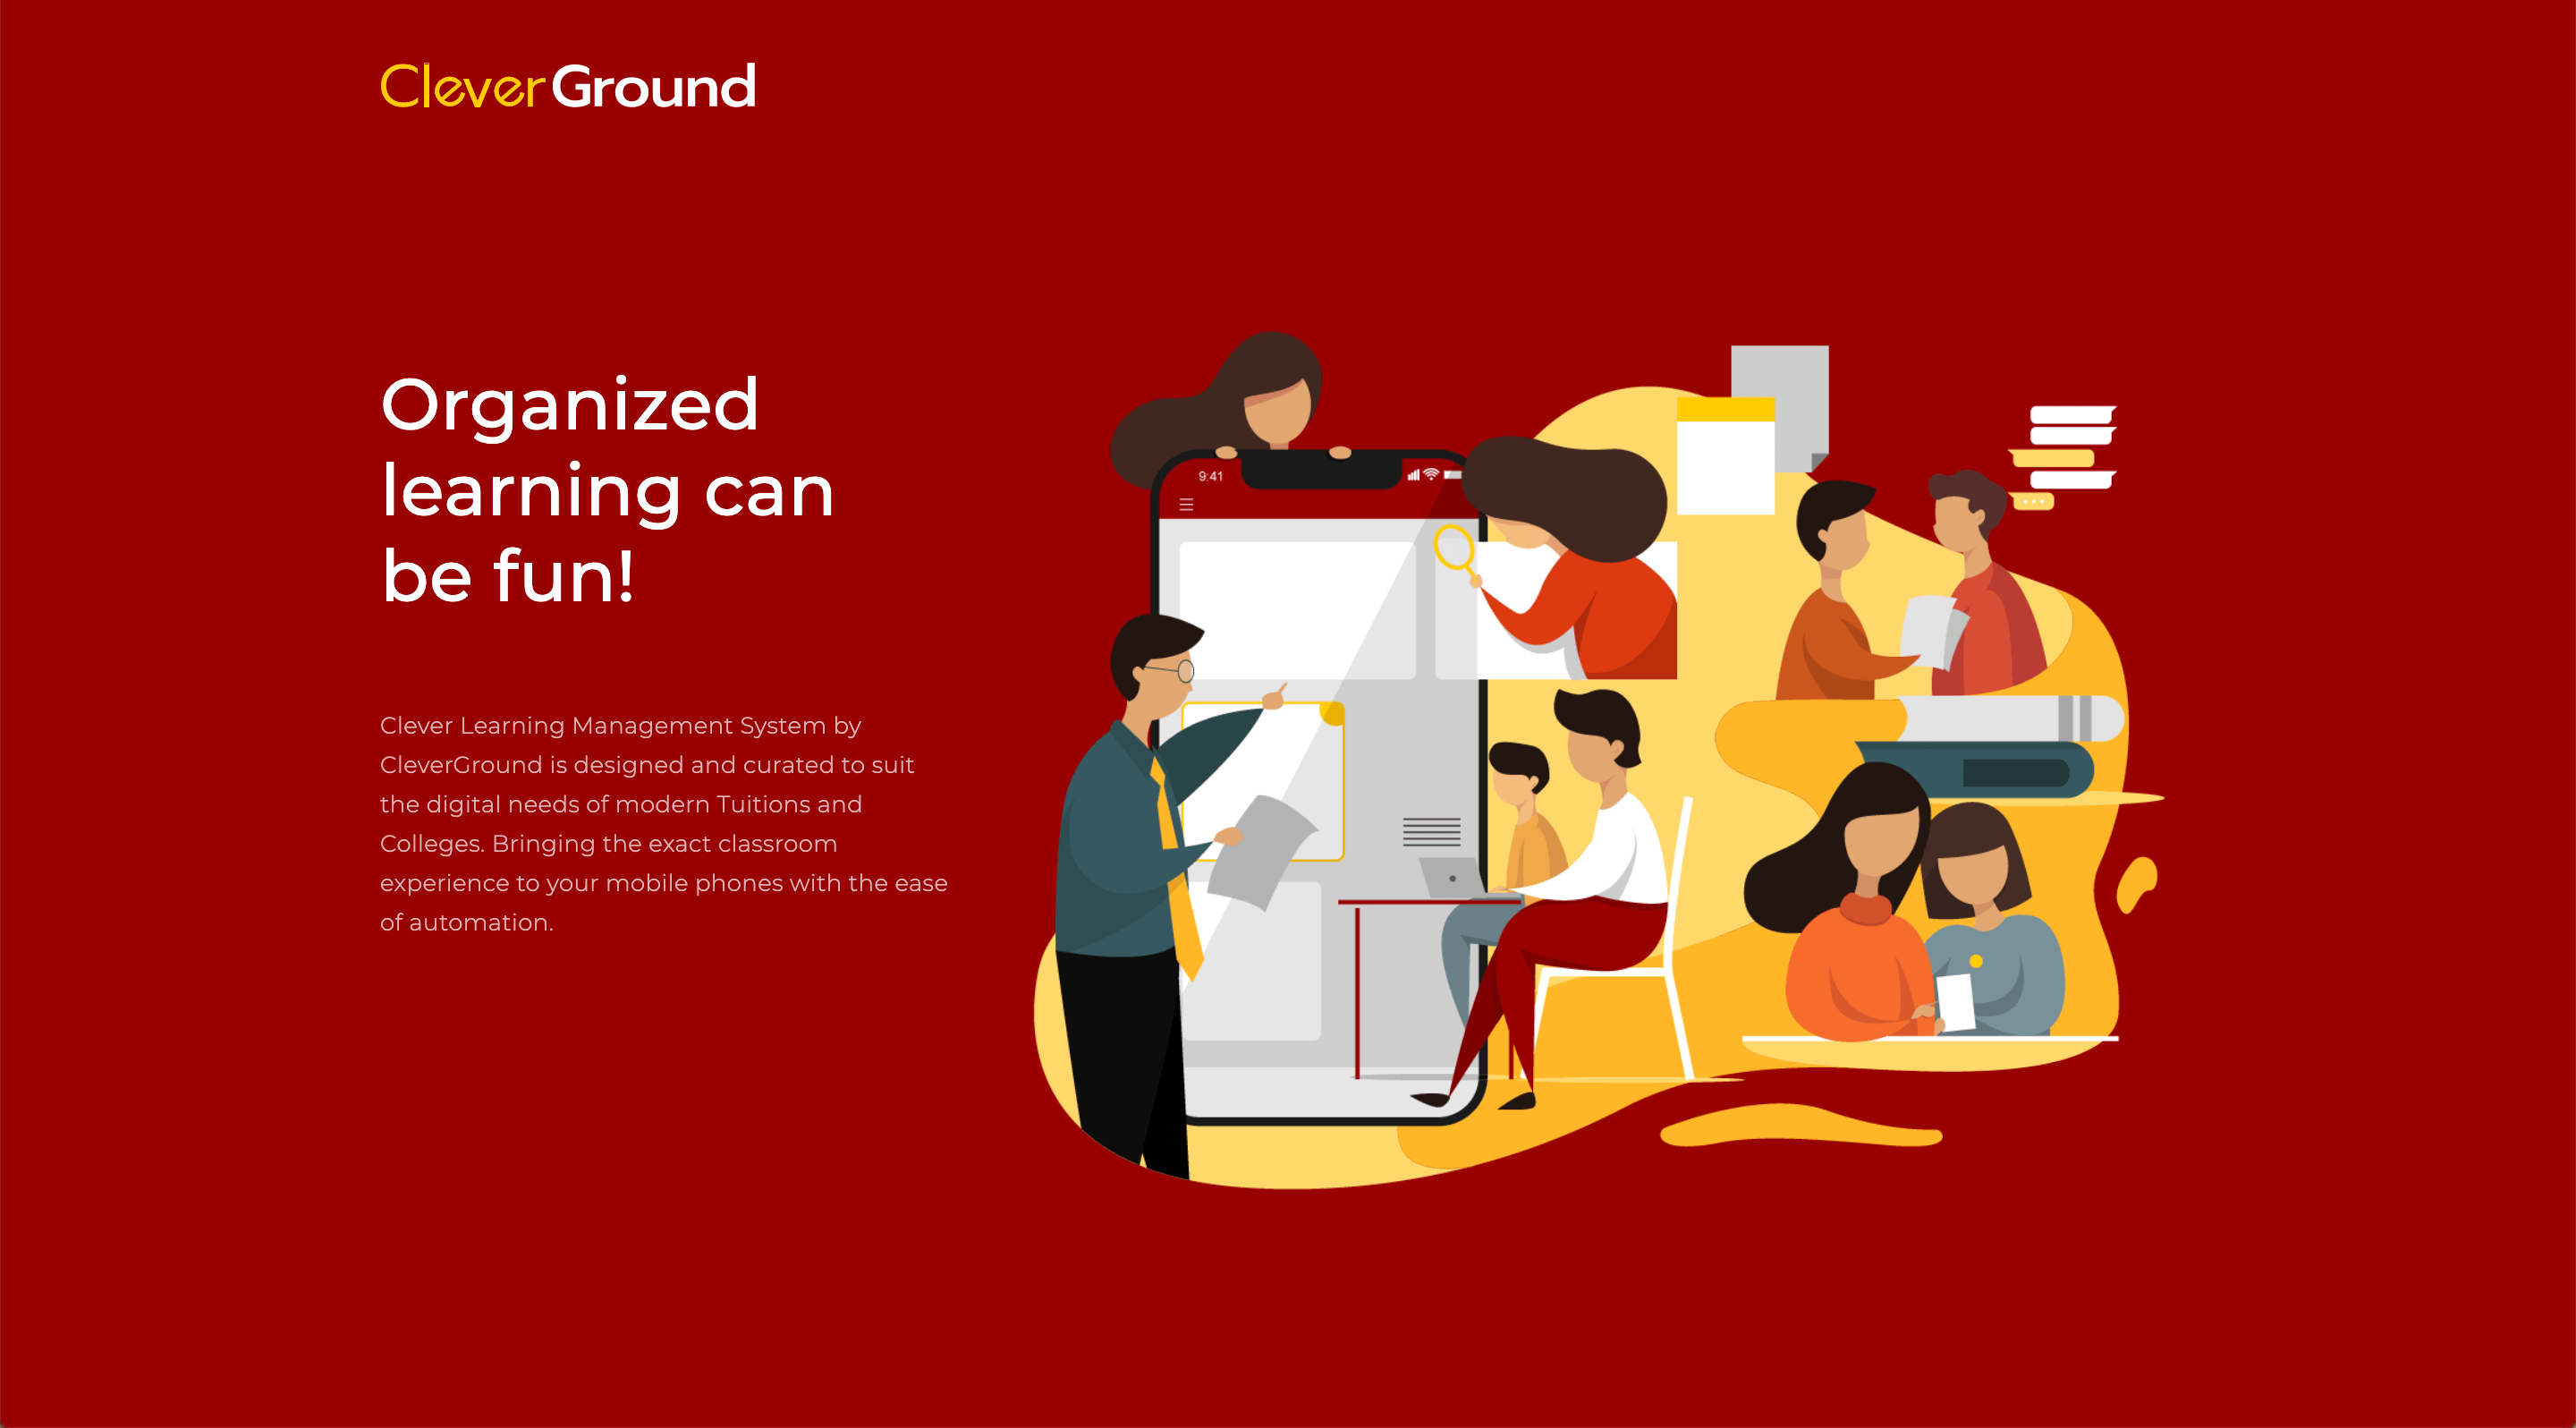 CleverGround
Organized
learning can
be fun!
Clever Learning Management System by
CleverGround is designed and curated to suit
the digital needs of modern Tuitions and
Colleges. Bringing the exact classroom
experience to your mobile phones with the ease
of automation.
9:41